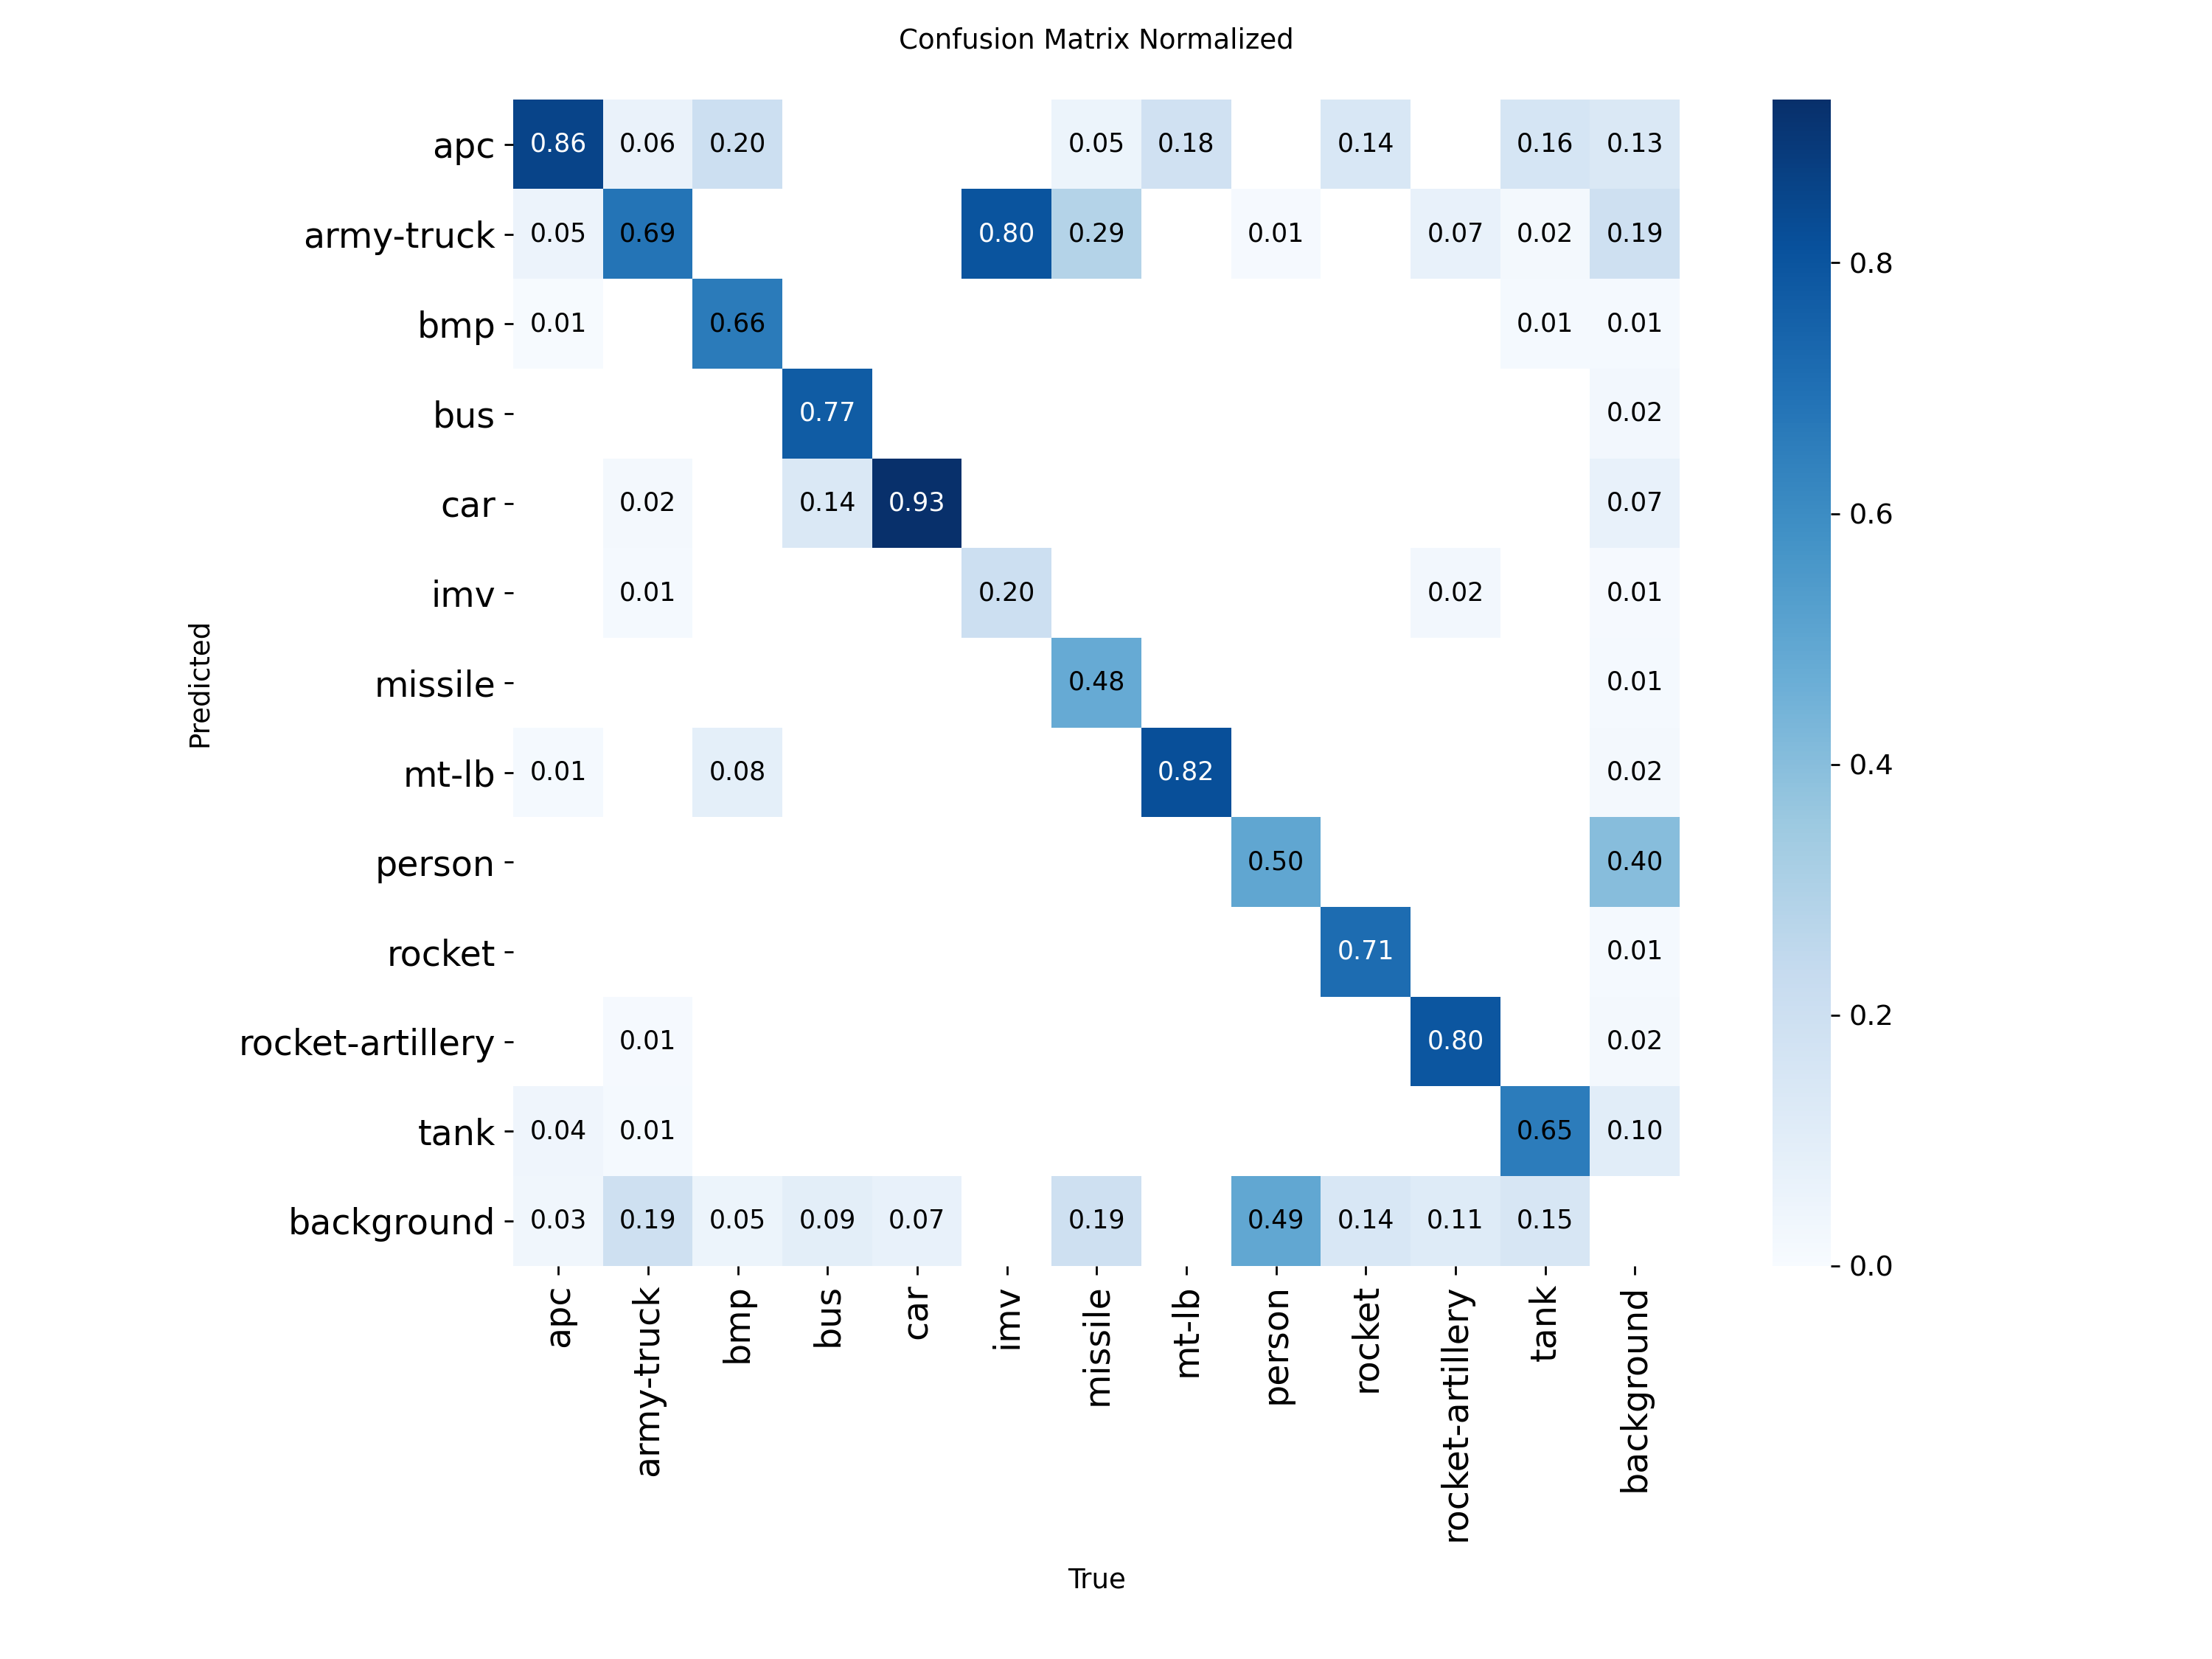 Confusion Matrix Normalized
apc 0.86 0.06 0.20 0.05 0.18 0.14 0.16 0.13
army-truck 0.05 0.69 0.80 0.29 0.01 0.07 0.02 0.19
bmp 0.01 0.66 0.01 0.01
bus 0.77 0.02
car 0.02 0.14 0.93 0.07
imv 0.01 0.20 0.02 0.01
missile 0.48 0.01
mt-lb 0.01 0.08 0.82 0.02
person 0.50 0.40
rocket 0.71 0.01
rocket-artillery 0.01 0.80 0.02
tank 0.04 0.01 0.65 0.10
background 0.03 0.19 0.05 0.09 0.07 0.19 0.49 0.14 0.11 0.15
Predicted
apc army-truck bmp bus car imv missile mt-lb person rocket rocket-artillery tank background
True
0.8
0.6
0.4
0.2
0.0